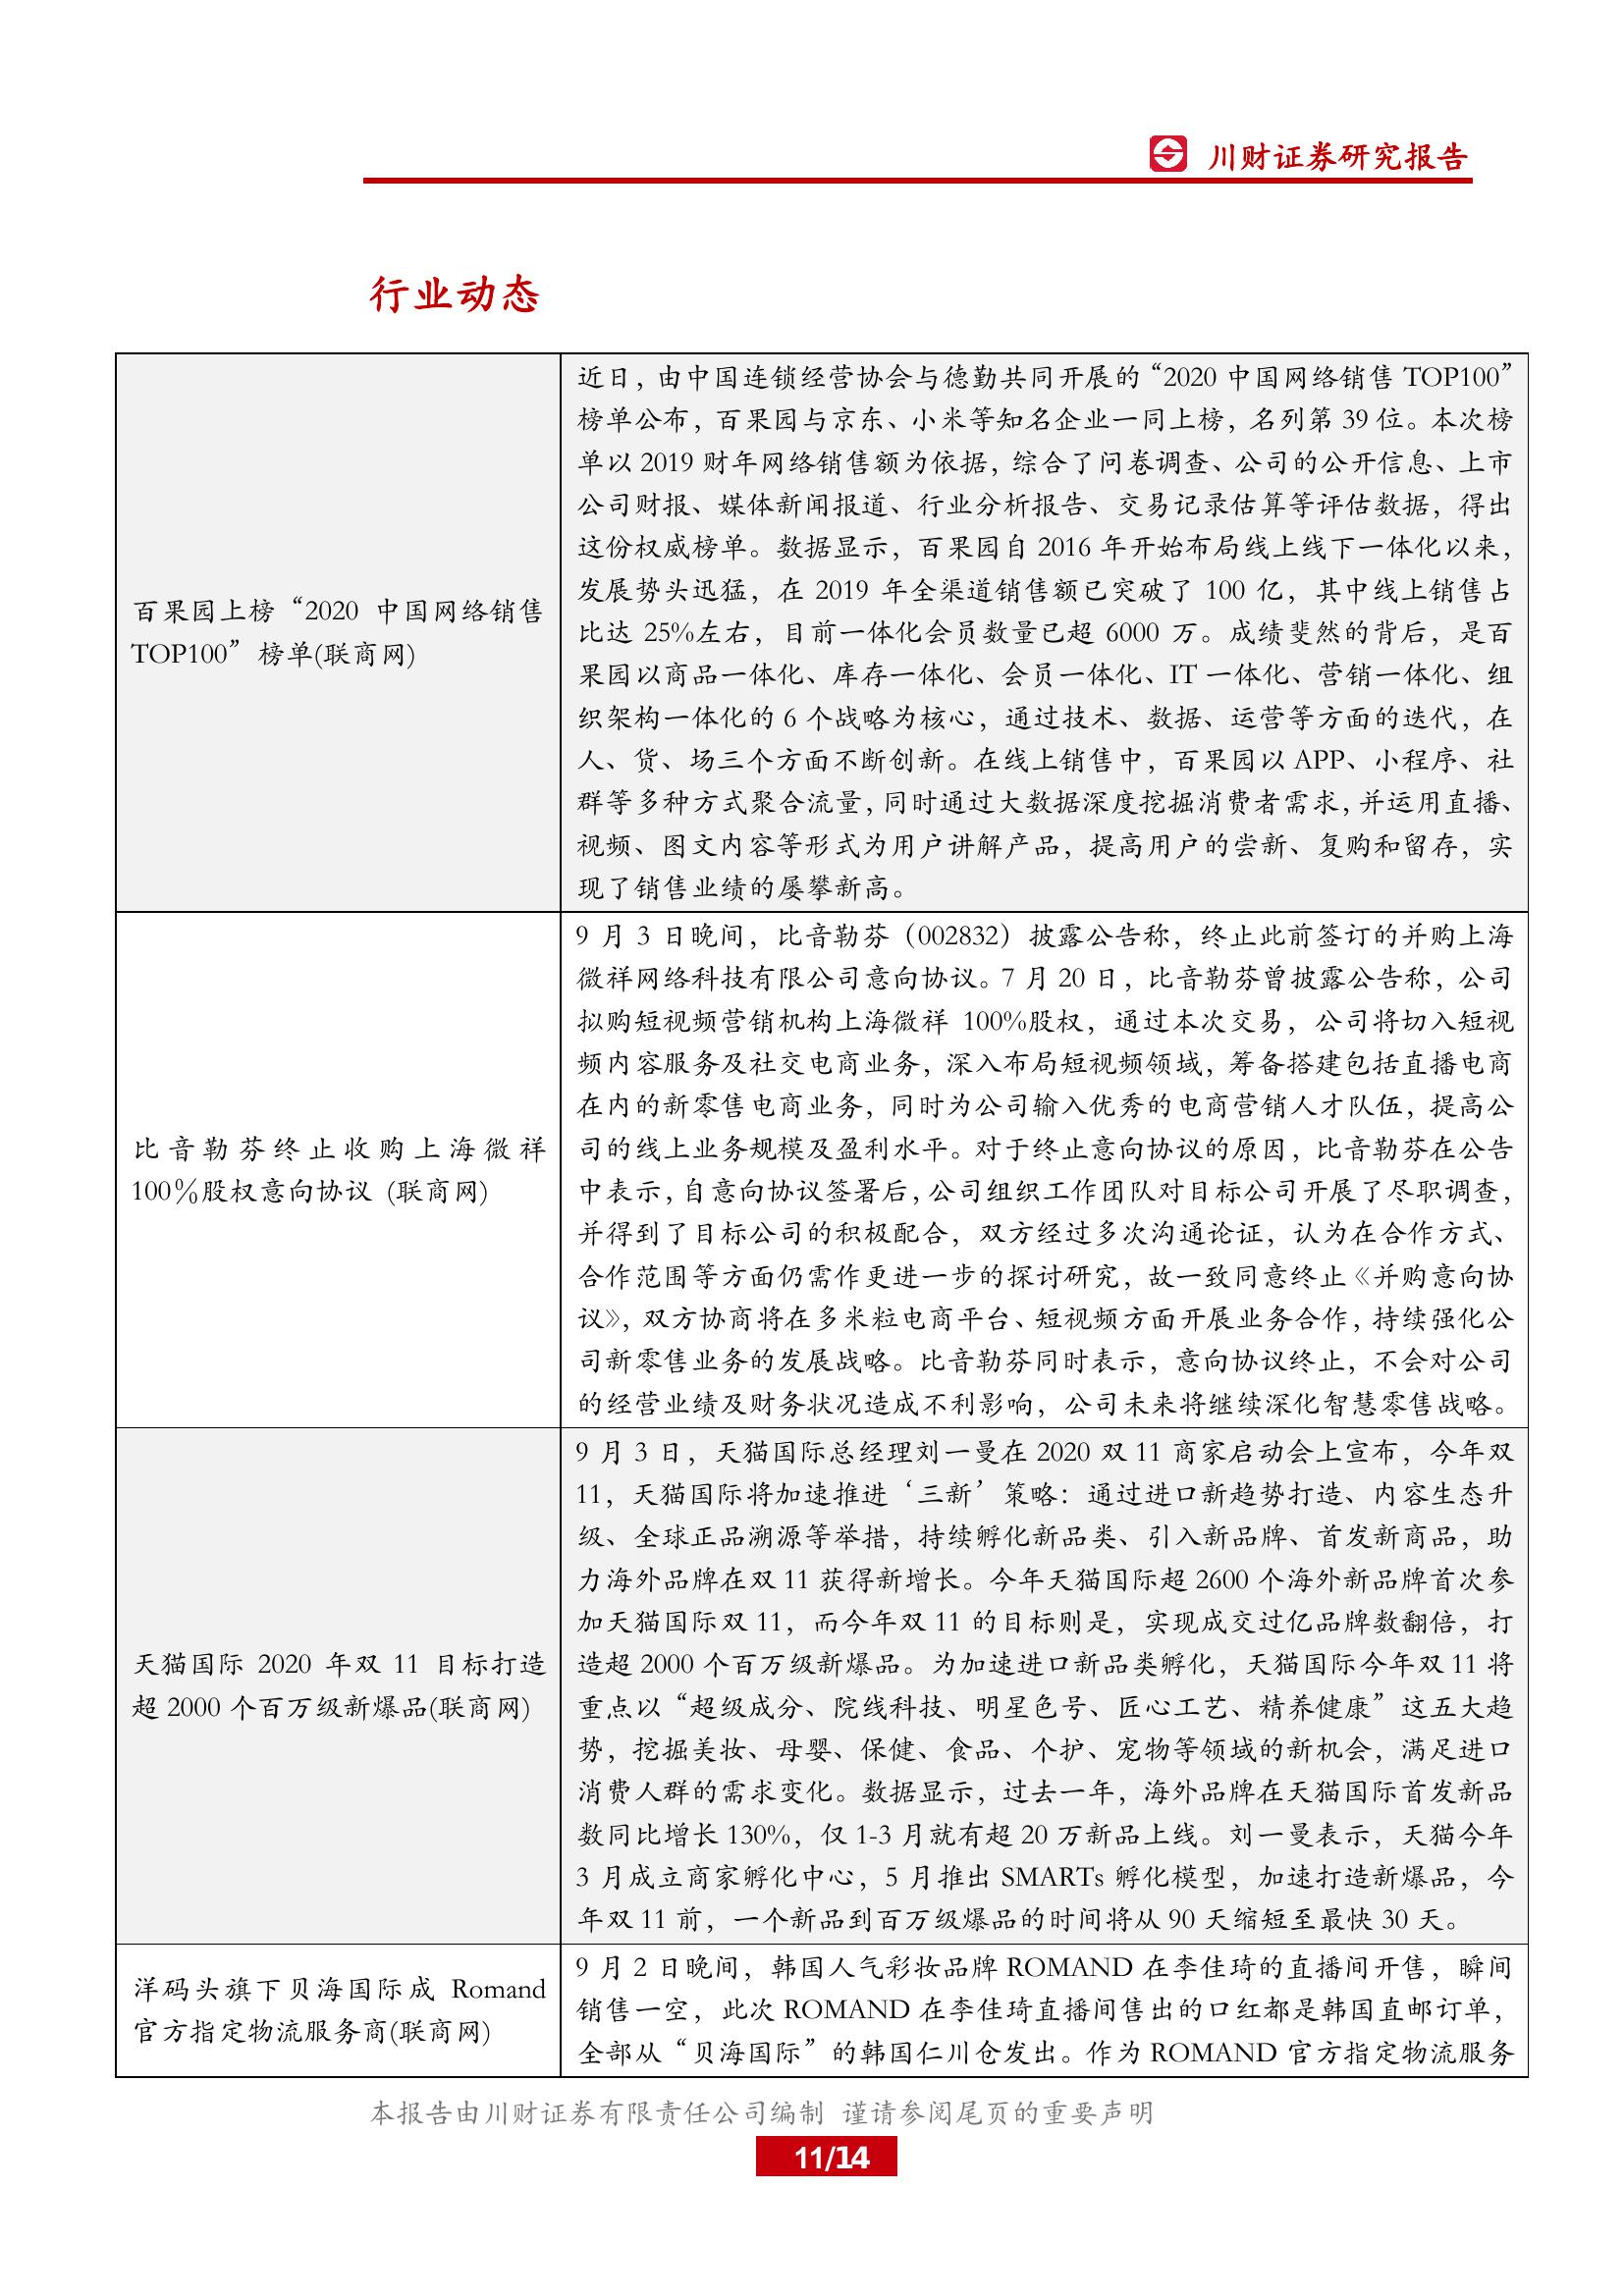 川财证券研究报告
行业动态
百果园上榜“2020 中国网络销售
TOP100”榜单(联商网)
近日，由中国连锁经营协会与德勤共同开展的“2020 中国网络销售 TOP100”
榜单公布，百果园与京东、小米等知名企业一同上榜，名列第 39 位。本次榜
单以 2019 财年网络销售额为依据，综合了问卷调查、公司的公开信息、上市
公司财报、媒体新闻报道、行业分析报告、交易记录估算等评估数据，得出
这份权威榜单。数据显示，百果园自 2016 年开始布局线上线下一体化以来，
发展势头迅猛，在 2019 年全渠道销售额已突破了 100 亿，其中线上销售占
比达 25%左右，目前一体化会员数量已超 6000 万。成绩斐然的背后，是百
果园以商品一体化、库存一体化、会员一体化、IT 一体化、营销一体化、组
织架构一体化的 6 个战略为核心，通过技术、数据、运营等方面的迭代，在
人、货、场三个方面不断创新。在线上销售中，百果园以 APP、小程序、社
群等多种方式聚合流量，同时通过大数据深度挖掘消费者需求，并运用直播、
视频、图文内容等形式为用户讲解产品，提高用户的尝新、复购和留存，实
现了销售业绩的屡攀新高。
比音勒芬终止收购上海微祥
100%股权意向协议 (联商网)
9 月 3 日晚间，比音勒芬（002832）披露公告称，终止此前签订的并购上海
微祥网络科技有限公司意向协议。7 月 20 日，比音勒芬曾披露公告称，公司
拟购短视频营销机构上海微祥 100%股权，通过本次交易，公司将切入短视
频内容服务及社交电商业务，深入布局短视频领域，筹备搭建包括直播电商
在内的新零售电商业务，同时为公司输入优秀的电商营销人才队伍，提高公
司的线上业务规模及盈利水平。对于终止意向协议的原因，比音勒芬在公告
中表示，自意向协议签署后，公司组织工作团队对目标公司开展了尽职调查，
并得到了目标公司的积极配合，双方经过多次沟通论证，认为在合作方式、
合作范围等方面仍需作更进一步的探讨研究，故一致同意终止《并购意向协
议》，双方协商将在多米粒电商平台、短视频方面开展业务合作，持续强化公
司新零售业务的发展战略。比音勒芬同时表示，意向协议终止，不会对公司
的经营业绩及财务状况造成不利影响，公司未来将继续深化智慧零售战略。
天猫国际 2020 年双 11 目标打造
超 2000 个百万级新爆品(联商网)
9 月 3 日，天猫国际总经理刘一曼在 2020 双 11 商家启动会上宣布，今年双
11，天猫国际将加速推进‘三新’策略：通过进口新趋势打造、内容生态升
级、全球正品溯源等举措，持续孵化新品类、引入新品牌、首发新商品，助
力海外品牌在双 11 获得新增长。今年天猫国际超 2600 个海外新品牌首次参
加天猫国际双 11，而今年双 11 的目标则是，实现成交过亿品牌数翻倍，打
造超 2000 个百万级新爆品。为加速进口新品类孵化，天猫国际今年双 11 将
重点以“超级成分、院线科技、明星色号、匠心工艺、精养健康”这五大趋
势，挖掘美妆、母婴、保健、食品、个护、宠物等领域的新机会，满足进口
消费人群的需求变化。数据显示，过去一年，海外品牌在天猫国际首发新品
数同比增长 130%，仅 1-3 月就有超 20 万新品上线。刘一曼表示，天猫今年
3 月成立商家孵化中心，5 月推出 SMARTs 孵化模型，加速打造新爆品，今
年双 11 前，一个新品到百万级爆品的时间将从 90 天缩短至最快 30 天。
洋码头旗下贝海国际成 Romand
官方指定物流服务商(联商网)
9 月 2 日晚间，韩国人气彩妆品牌 ROMAND 在李佳琦的直播间开售，瞬间
销售一空，此次 ROMAND 在李佳琦直播间售出的口红都是韩国直邮订单，
全部从“贝海国际”的韩国仁川仓发出。作为 ROMAND 官方指定物流服务
本报告由川财证券有限责任公司编制 谨请参阅尾页的重要声明
11/14